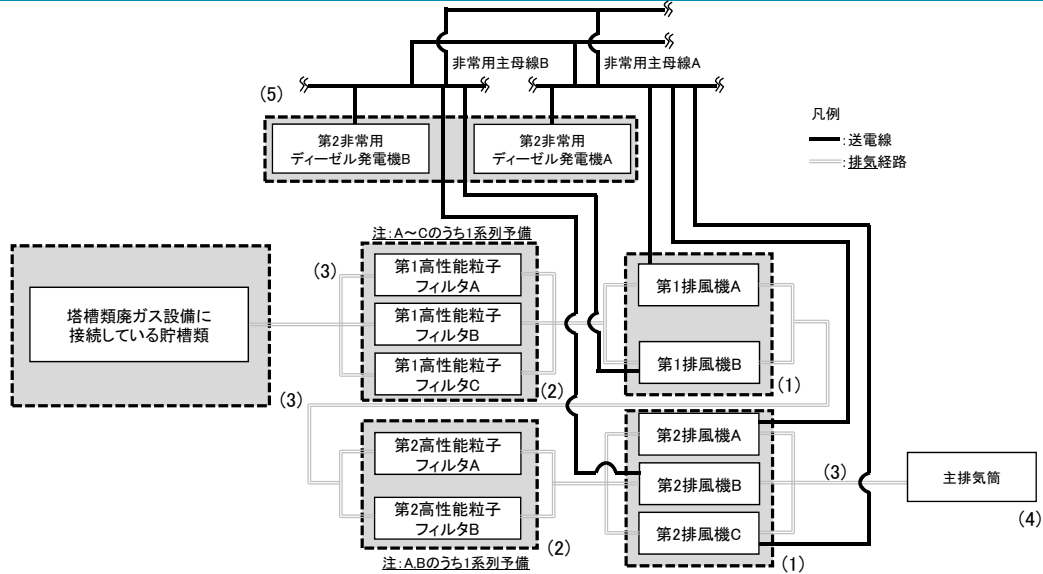 非常用主母線B
非常用主母線A
(5)
第2非常用
ディーゼル発電機B
第2非常用
ディーゼル発電機A
凡例
:送電線
:排気経路
注:A~Cのうち1系列予備
(3)
第1高性能粒子
フィルタA
第1高性能粒子
フィルタB
第1高性能粒子
フィルタC
(2)
塔槽類廃ガス設備に
接続している貯槽類
(3)
第1排風機A
第1排風機B
(1)
第2高性能粒子
フィルタA
第2高性能粒子
フィルタB
(2)
注:A,Bのうち1系列予備
第2排風機A
第2排風機B
第2排風機C
(1)
(3)
主排気筒
(4)